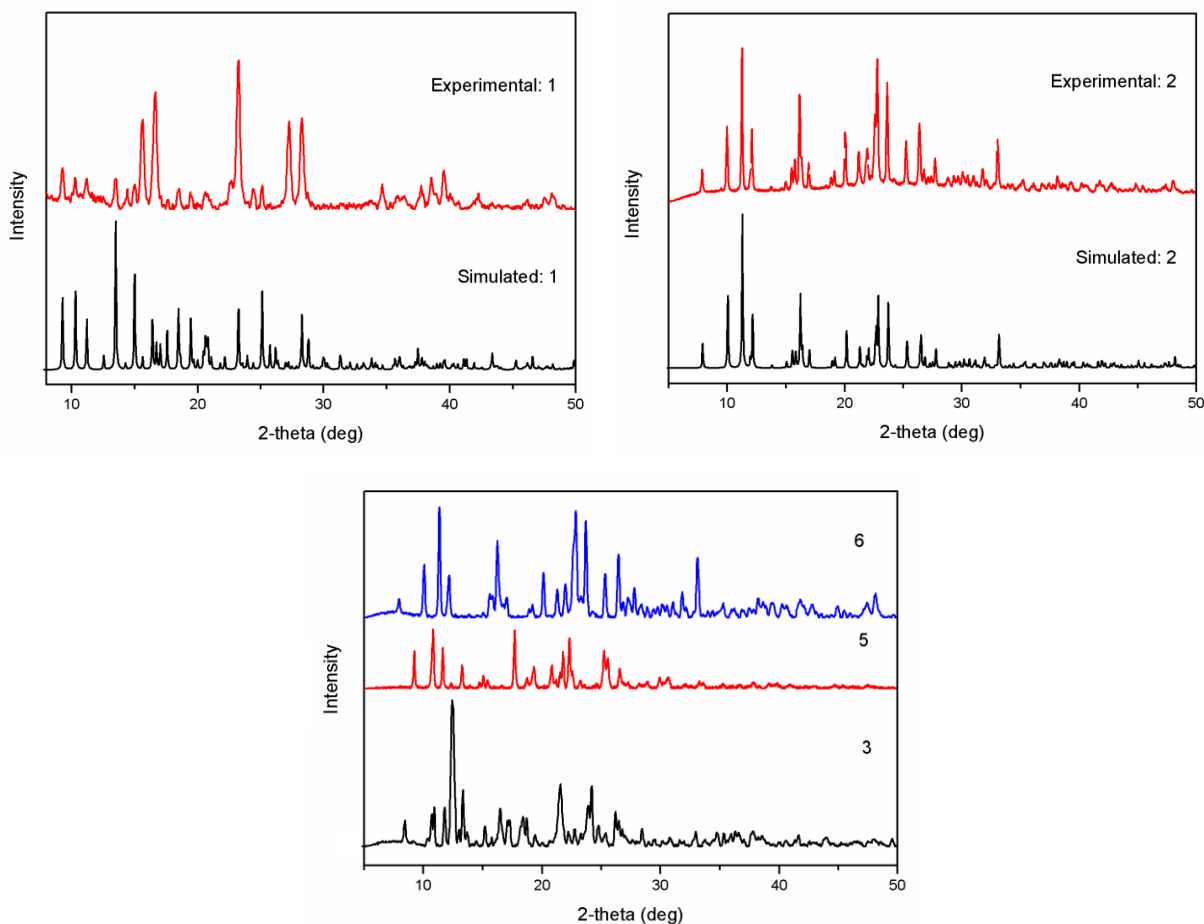 Experimental: 1
Simulated: 1
Intensity
10 20 30 40 50
2-theta (deg)
Experimental: 2
Simulated: 2
Intensity
10 20 30 40 50
2-theta (deg)
6
5
3
Intensity
10 20 30 40 50
2-theta (deg)